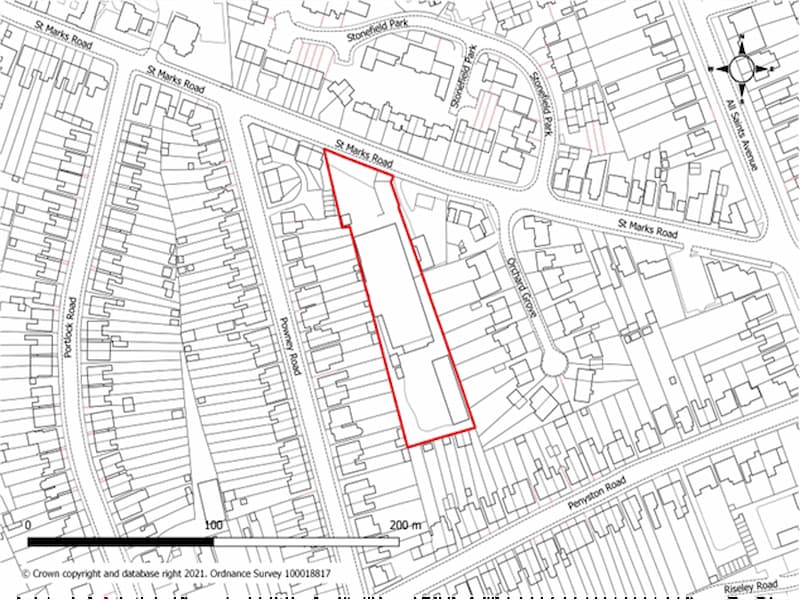 St Marks Road
Stonefield Park
St Marks Road
Stonefield Park
Stonefield Park
All Saints Avenue
St Marks Road
St Marks Road
Orchard Grove
Portlock Road
Powney Road
Penyston Road
0 100 200 m
© Crown copyright and database right 2021. Ordnance Survey 100018817
Riseley Road